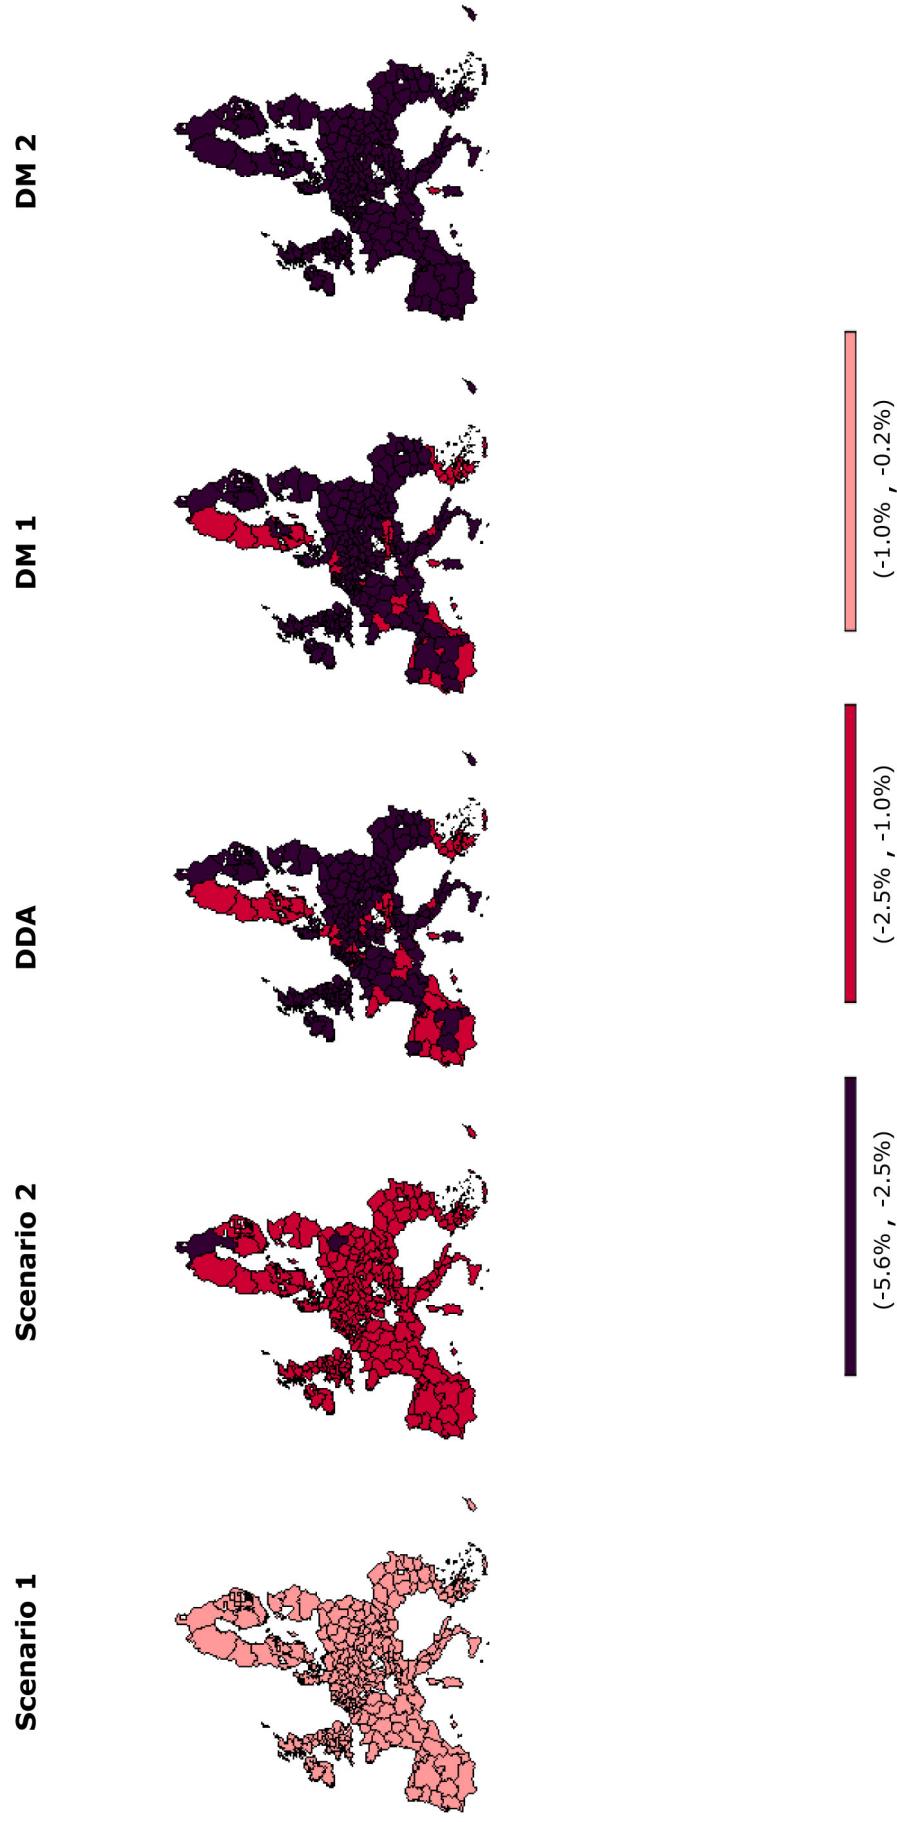 Scenario 1
Scenario 2
DDA
DM 1
DM 2
(-5.6% , -2.5%)
(-2.5% , -1.0%)
(-1.0% , -0.2%)